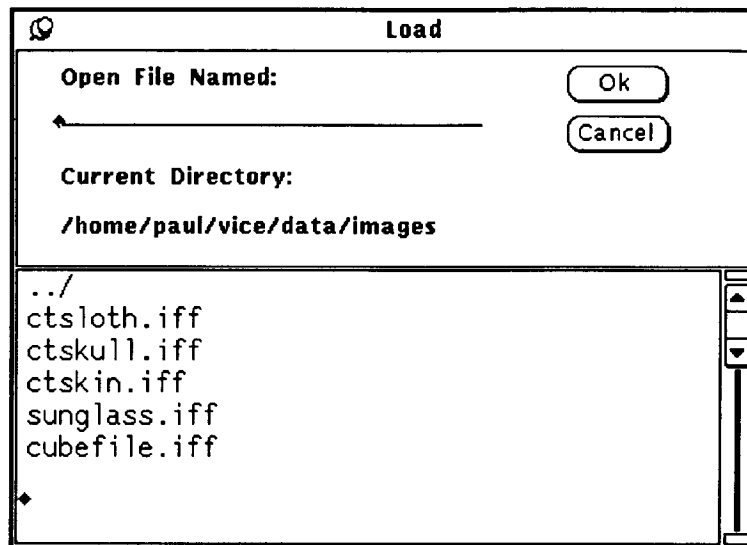 Load
Open File Named:
Ok
Cancel
Current Directory:
/home/paul/vice/data/images
../
ctsloth.iff
ctskull.iff
ctskin.iff
sunglass.iff
cubefile.iff